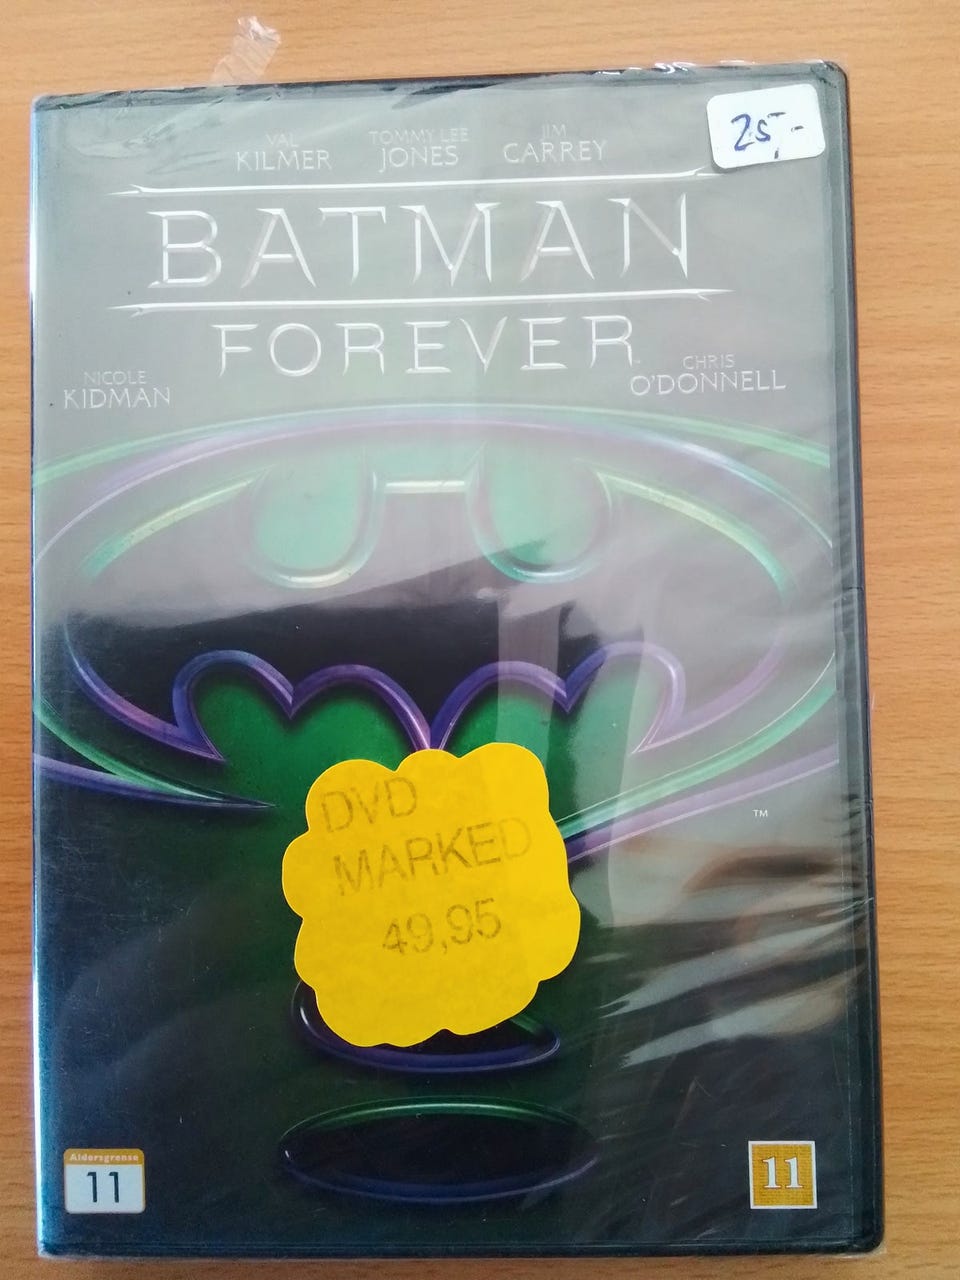 25,-
VAL
KILMER
TOMMY LEE
JONES
JIM
CARREY
BATMAN
FOREVER
NICOLE
KIDMAN
CHRIS
O'DONNELL
TM
DVD
MARKED
49,95
Aldersgrense
11
11